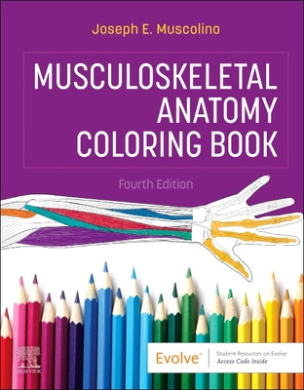 Joseph E. Muscolino
MUSCULOSKELETAL
ANATOMY
COLORING BOOK
Fourth Edition
ELSEVIER
Evolve
Student Resources on Evolve
Access Code Inside